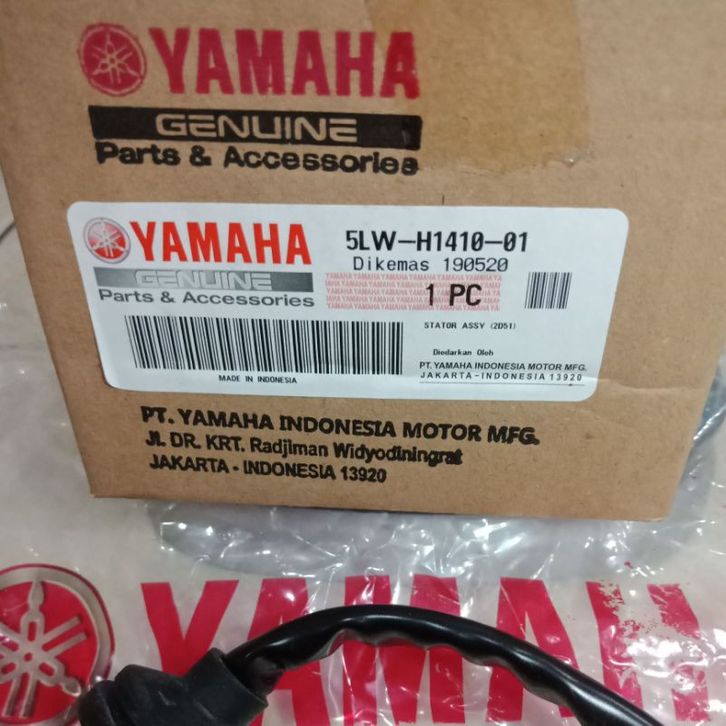 YAMAHA
GENUINE
Parts & Accessories
YAMAHA
GENUINE
Parts & Accessories
5LW-H1410-01
Dikemas 190520
1 PC
STATOR ASSY (2D51)
MADE IN INDONESIA
Diedarkan Oleh
PT. YAMAHA INDONESIA MOTOR MFG.
JAKARTA - INDONESIA 13920
PT. YAMAHA INDONESIA MOTOR MFG.
Jl. DR. KRT. Radjiman Widyodiningrat
JAKARTA - INDONESIA 13920
YAMAH